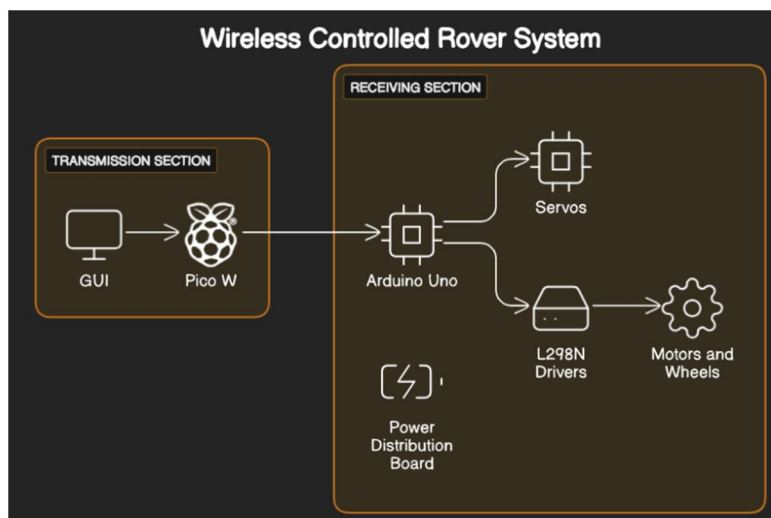 Wireless Controlled Rover System
RECEIVING SECTION
TRANSMISSION SECTION
GUI
Pico W
Arduino Uno
Servos
L298N
Drivers
Motors and
Wheels
Power
Distribution
Board